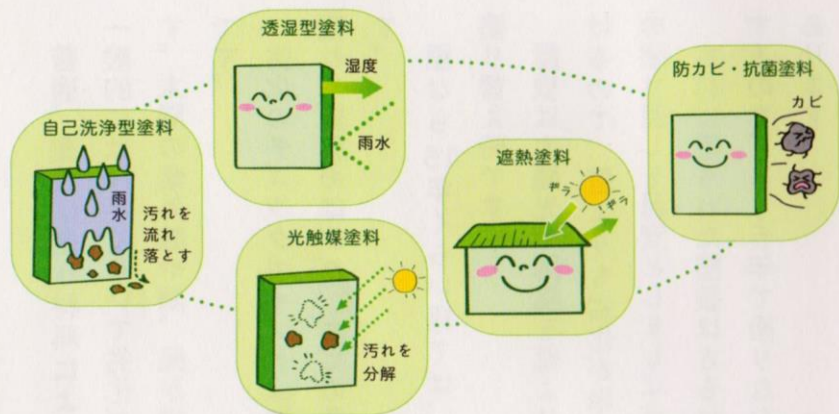 透湿型塗料
湿度
雨水
防カビ・抗菌塗料
カビ
自己洗浄型塗料
雨水
汚れを
流れ
落とす
遮熱塗料
ギラ
ギラ
光触媒塗料
汚れを
分解